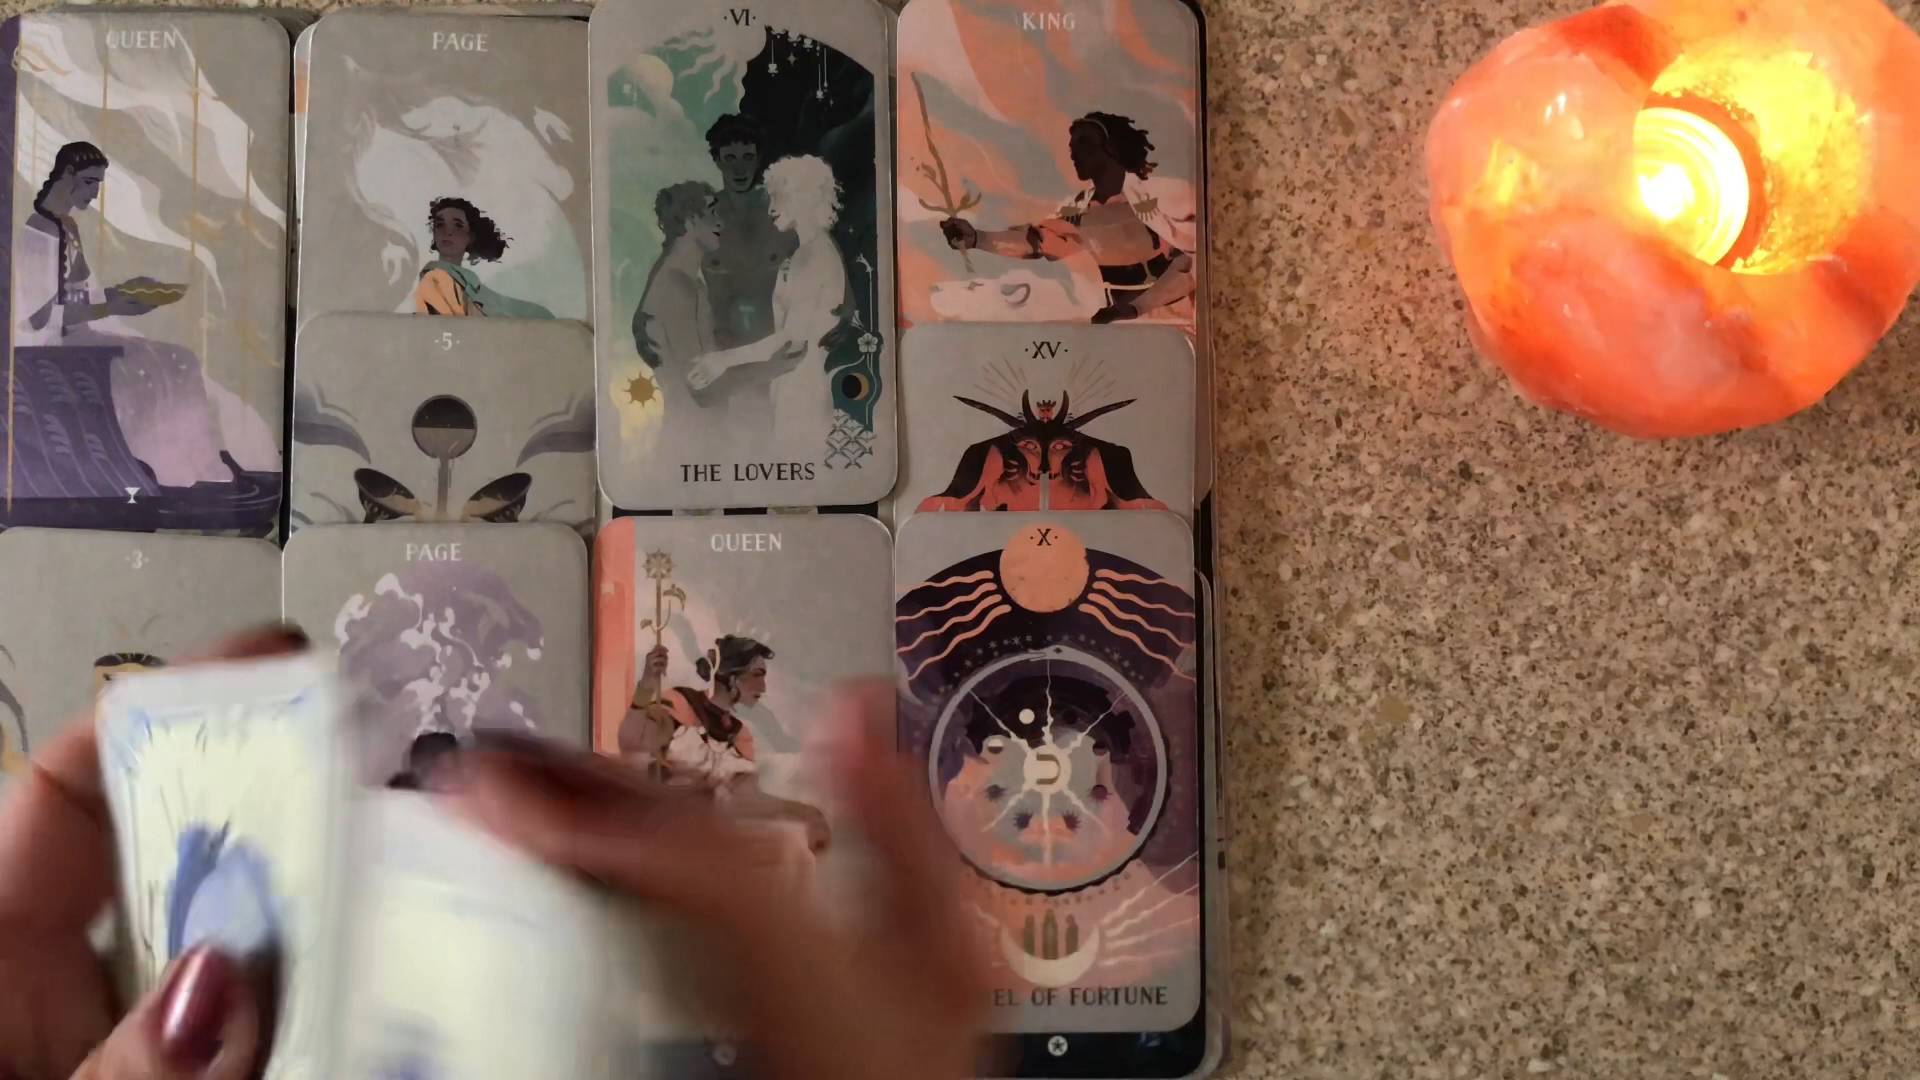 QUEEN
PAGE
·VI·
KING
·5·
·XV·
THE LOVERS
·3·
PAGE
QUEEN
·X·
כ
EL OF FORTUNE